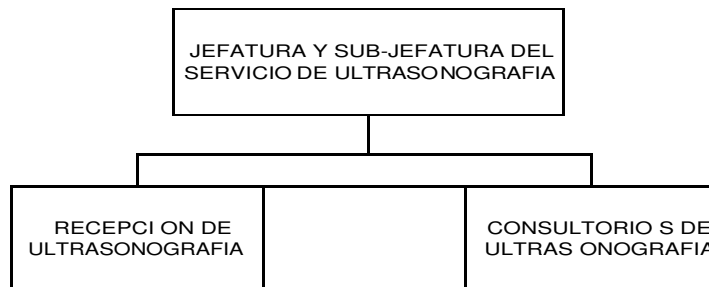 JEFATURA Y SUB-JEFATURA DEL
SERVICIO DE ULTRASONOGRAFIA
RECEPCI ON DE
ULTRASONOGRAFIA
CONSULTORIO S DE
ULTRAS ONOGRAFIA